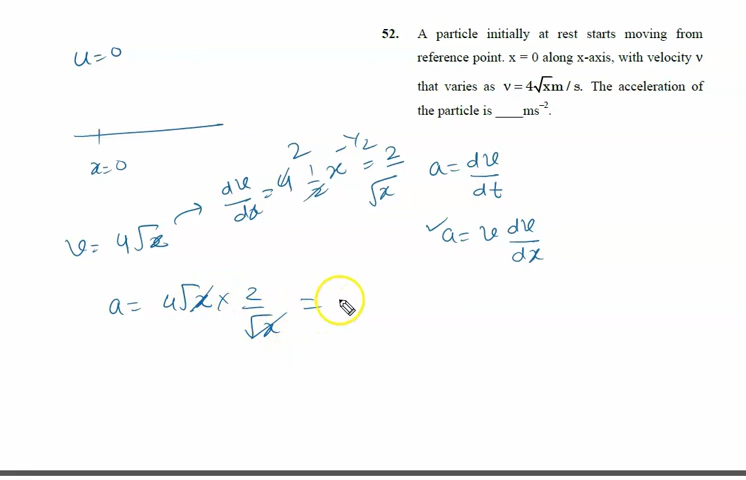 52. A particle initially at rest starts moving from
reference point. x = 0 along x-axis, with velocity v
that varies as v = 4√x m / s. The acceleration of
the particle is ____ms⁻².
u = 0
x = 0
v = 4√x
dv/dx = 4 1/2 x^-1/2 = 2/√x
2
a = dv/dt
✓a = v dv/dx
a = 4√x × 2/√x =